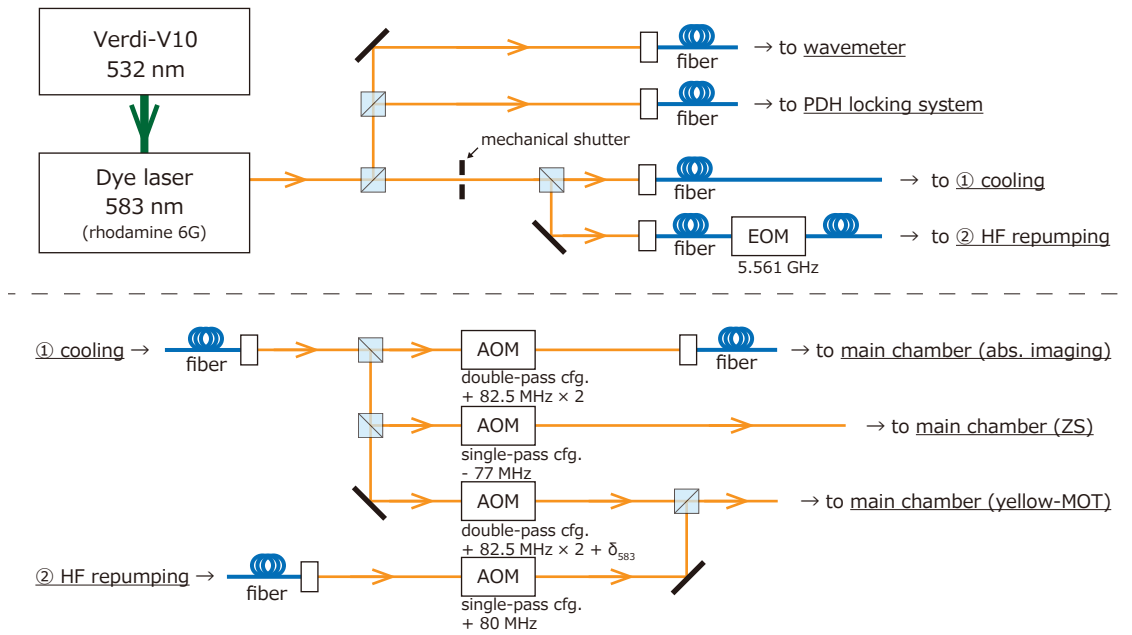 Verdi-V10
532 nm
Dye laser
583 nm
(rhodamine 6G)
fiber
→ to wavemeter
fiber
→ to PDH locking system
mechanical shutter
fiber
→ to ① cooling
fiber
EOM
5.561 GHz
→ to ② HF repumping
① cooling →
fiber
AOM
double-pass cfg.
+ 82.5 MHz × 2
fiber
→ to main chamber (abs. imaging)
AOM
single-pass cfg.
- 77 MHz
→ to main chamber (ZS)
AOM
double-pass cfg.
+ 82.5 MHz × 2 + δ583
→ to main chamber (yellow-MOT)
② HF repumping →
fiber
AOM
single-pass cfg.
+ 80 MHz